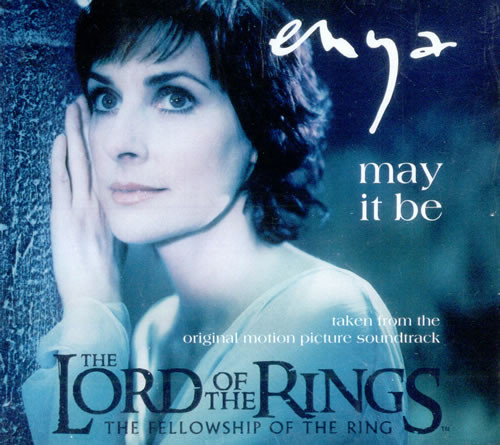 enya
may
it be
taken from the
original motion picture soundtrack
THE LORD OF THE RINGS™
THE FELLOWSHIP OF THE RING